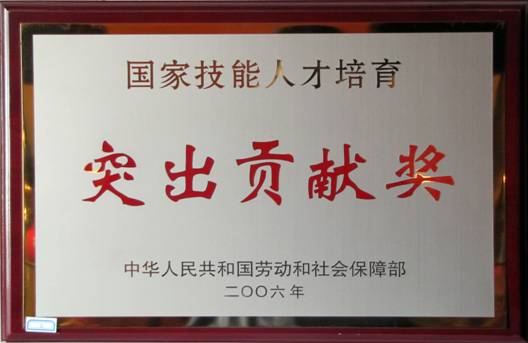 国家技能人才培育
突出贡献奖
中华人民共和国劳动和社会保障部
二〇〇六年